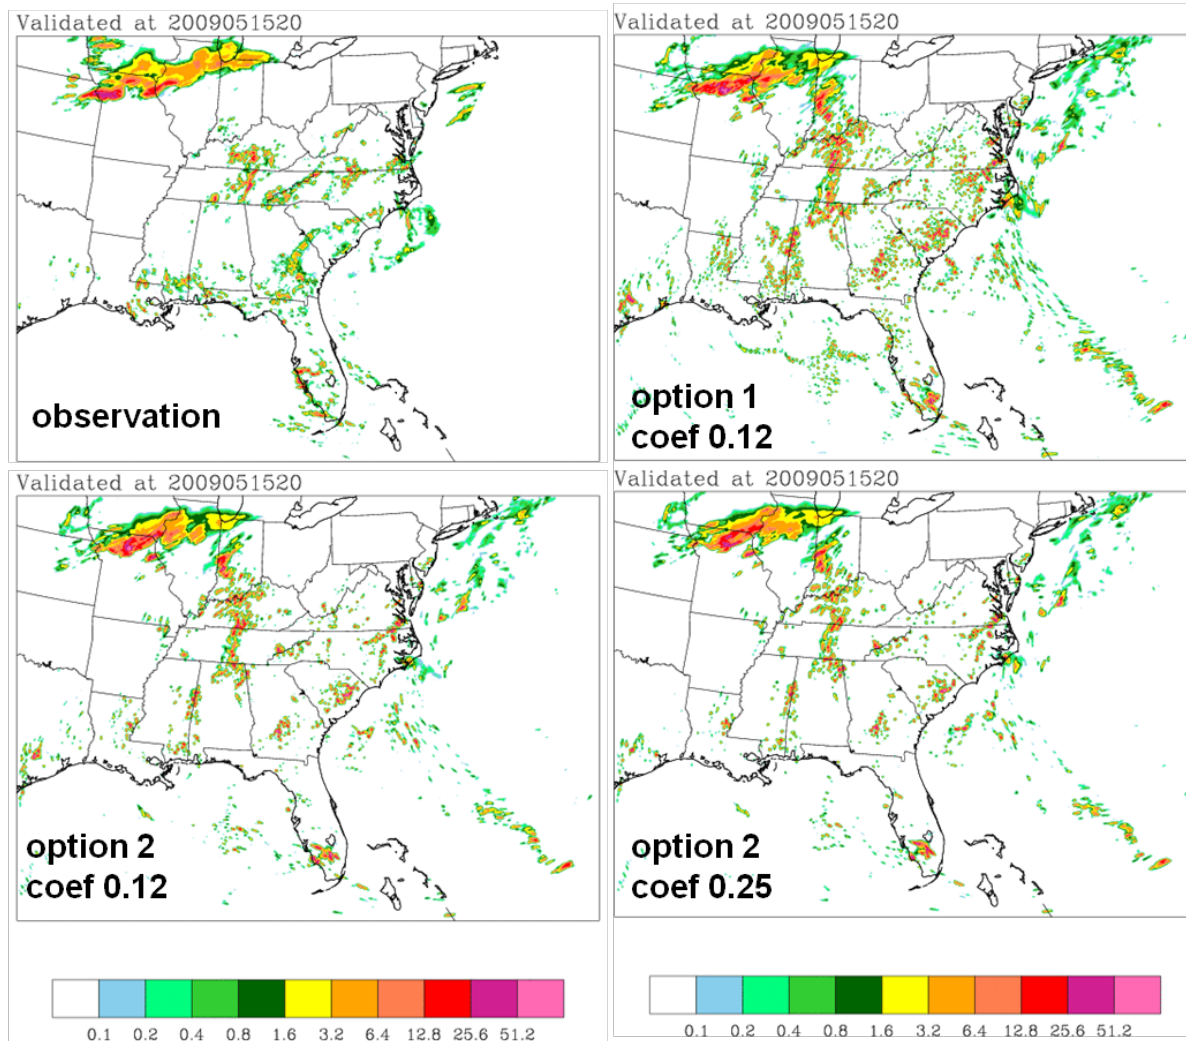 Validated at 2009051520
observation
Validated at 2009051520
option 1
coef 0.12
Validated at 2009051520
option 2
coef 0.12
Validated at 2009051520
option 2
coef 0.25
0.1 0.2 0.4 0.8 1.6 3.2 6.4 12.8 25.6 51.2
0.1 0.2 0.4 0.8 1.6 3.2 6.4 12.8 25.6 51.2